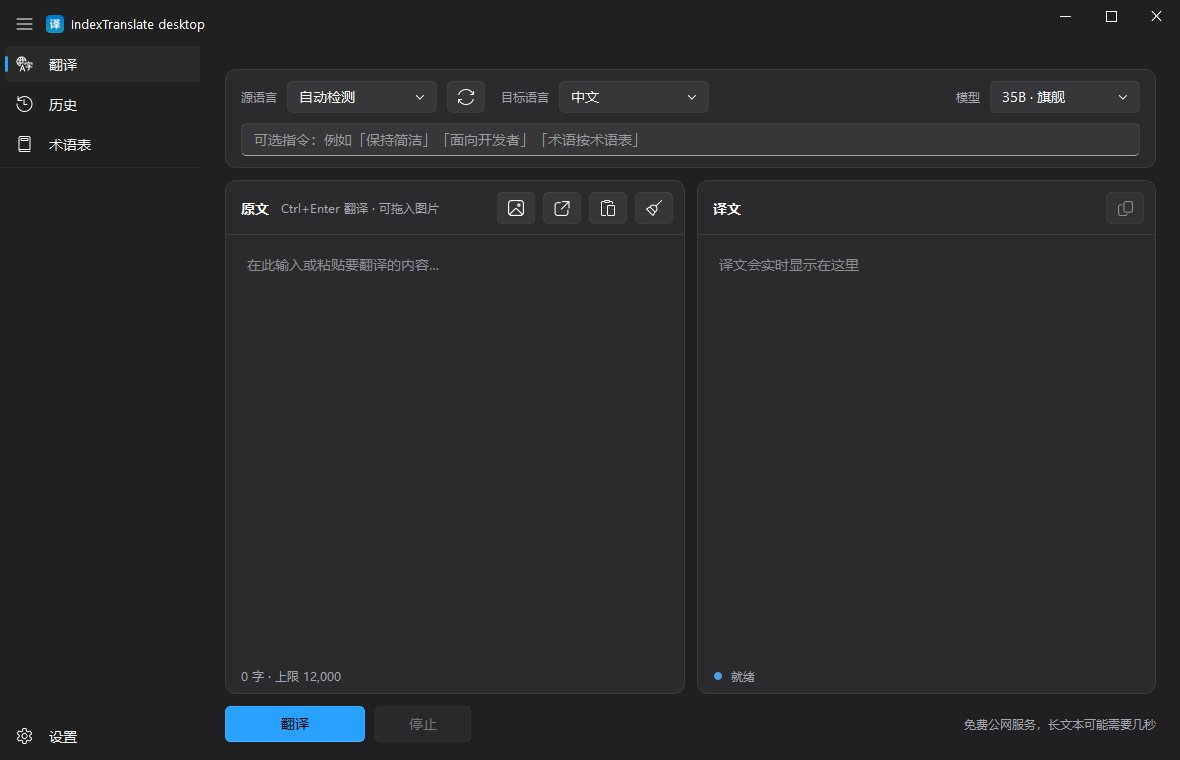 IndexTranslate desktop
翻译
历史
术语表
设置
源语言 自动检测 目标语言 中文 模型 35B · 旗舰
可选指令：例如「保持简洁」「面向开发者」「术语按术语表」
原文 Ctrl+Enter 翻译 · 可拖入图片
在此输入或粘贴要翻译的内容...
0 字 · 上限 12,000
译文
译文会实时显示在这里
就绪
翻译 停止
免费公网服务，长文本可能需要几秒